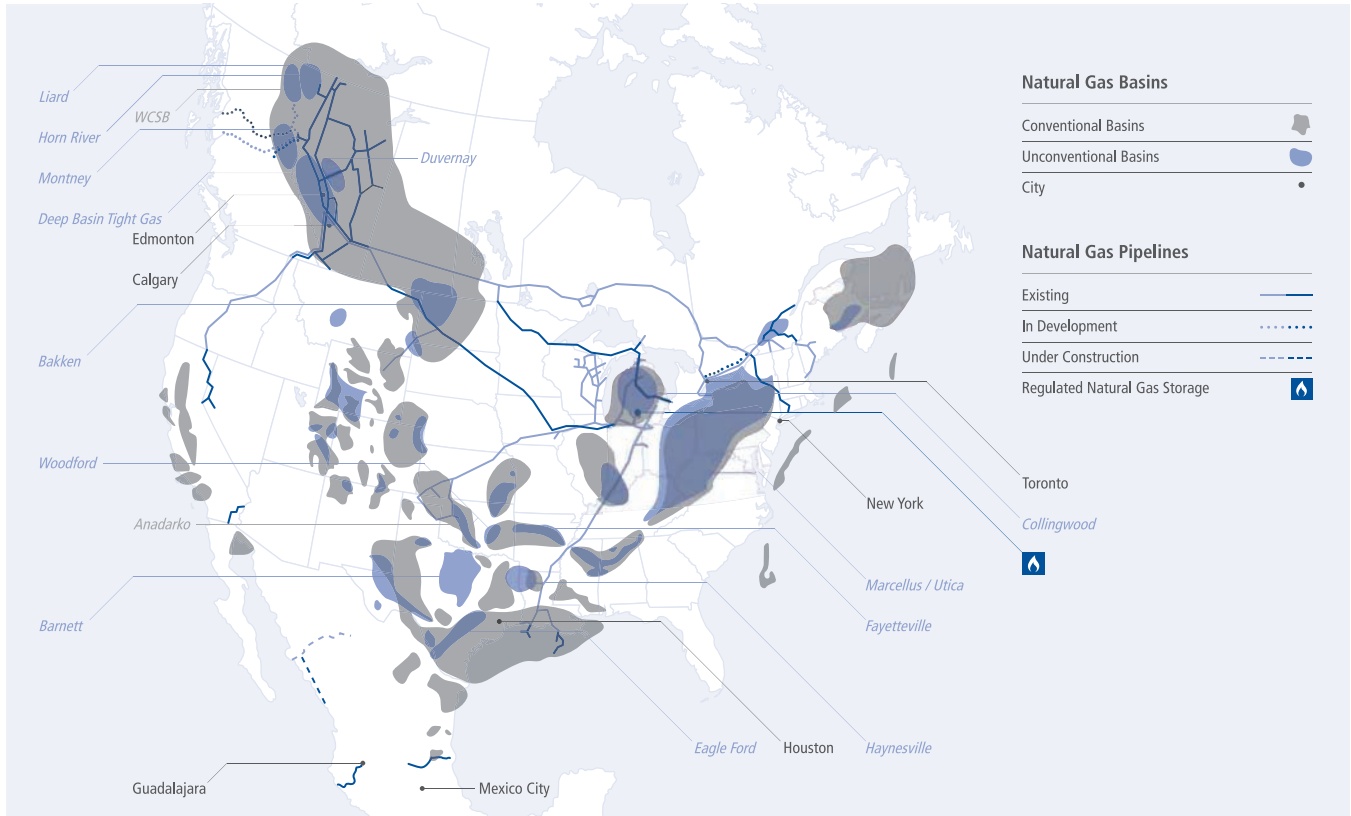 Liard
WCSB
Horn River
Montney
Duvernay
Deep Basin Tight Gas
Edmonton
Calgary
Bakken
Woodford
Anadarko
Barnett
Guadalajara
Mexico City
Eagle Ford
Houston
Haynesville
Fayetteville
Marcellus / Utica
New York
Toronto
Collingwood
Natural Gas Basins
Conventional Basins
Unconventional Basins
City
Natural Gas Pipelines
Existing
In Development
Under Construction
Regulated Natural Gas Storage